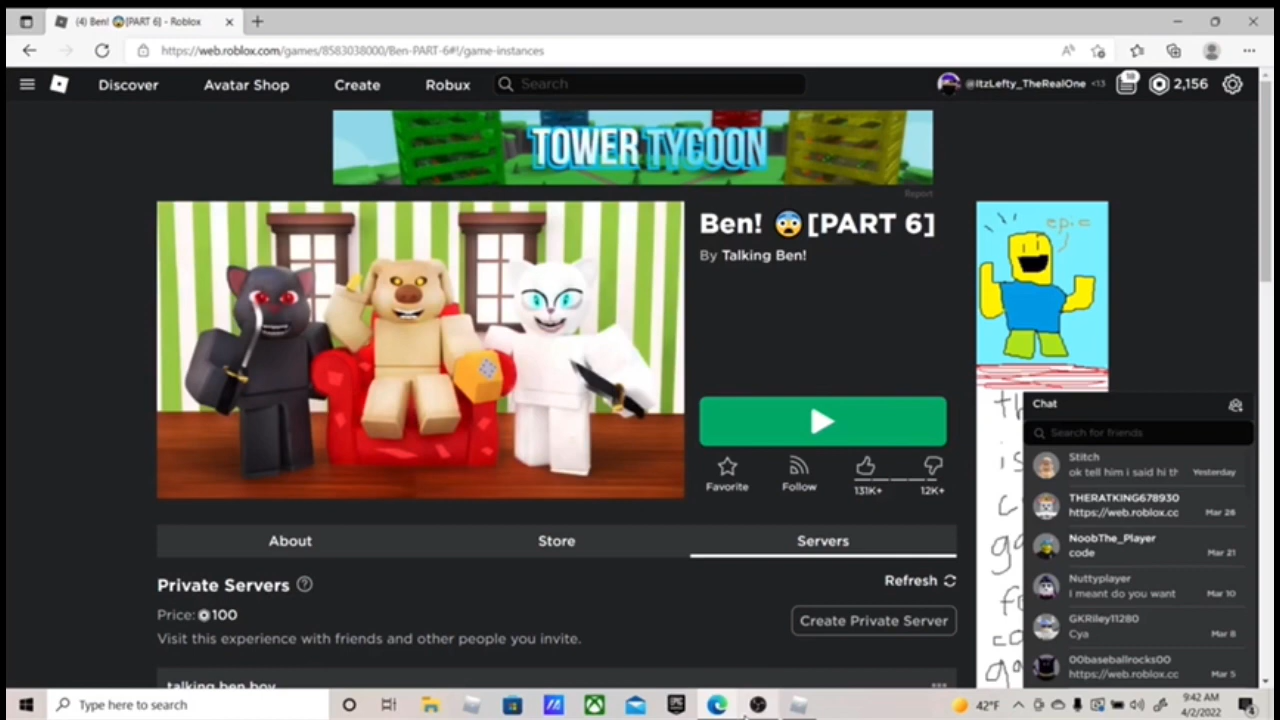 (4) Ben! 😨[PART 6] - Roblox
https://web.roblox.com/games/8583038000/Ben-PART-6#!/game-instances
Discover Avatar Shop Create Robux Search @ItzLefty_TheRealOne <13 2,156
TOWER TYCOON
Report
Ben! 😨[PART 6]
By Talking Ben!
epic
Favorite Follow 131K+ 12K+
About Store Servers
Private Servers
Refresh
Price: 100
Create Private Server
Visit this experience with friends and other people you invite.
talking ben boy
Chat
Search for friends
Stitch
ok tell him i said hi th Yesterday
THERATKING678930
https://web.roblox.cc Mar 26
NoobThe_Player
code Mar 21
Nuttyplayer
I meant do you want Mar 10
GKRiley11280
Cya Mar 8
00baseballrocks00
https://web.roblox.cc Mar 5
Type here to search
EPIC
42°F
9:42 AM
4/2/2022
4